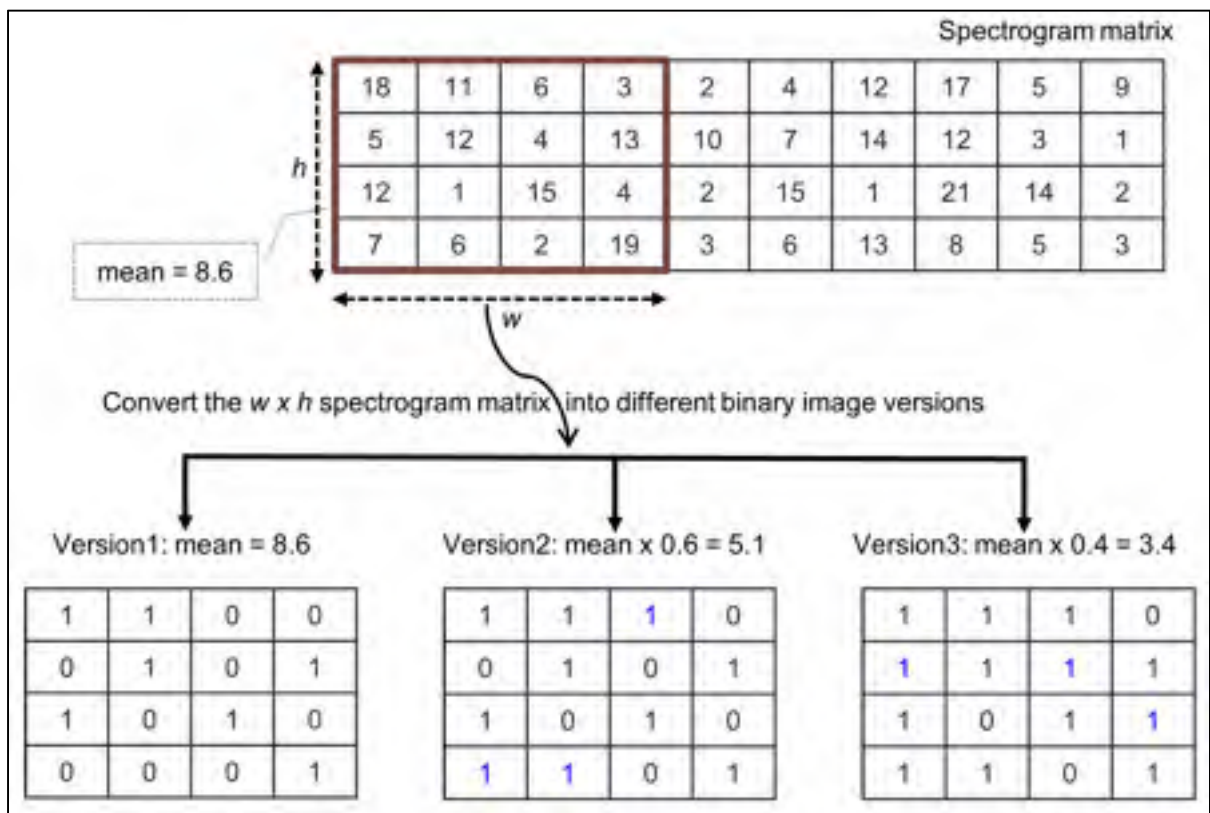 Spectrogram matrix
18 11 6 3 2 4 12 17 5 9
5 12 4 13 10 7 14 12 3 1
h
12 1 15 4 2 15 1 21 14 2
7 6 2 19 3 6 13 8 5 3
mean = 8.6
w
Convert the w x h spectrogram matrix into different binary image versions
Version1: mean = 8.6
1 1 0 0
0 1 0 1
1 0 1 0
0 0 0 1
Version2: mean x 0.6 = 5.1
1 1 1 0
0 1 0 1
1 0 1 0
1 1 0 1
Version3: mean x 0.4 = 3.4
1 1 1 0
1 1 1 1
1 0 1 1
1 1 0 1